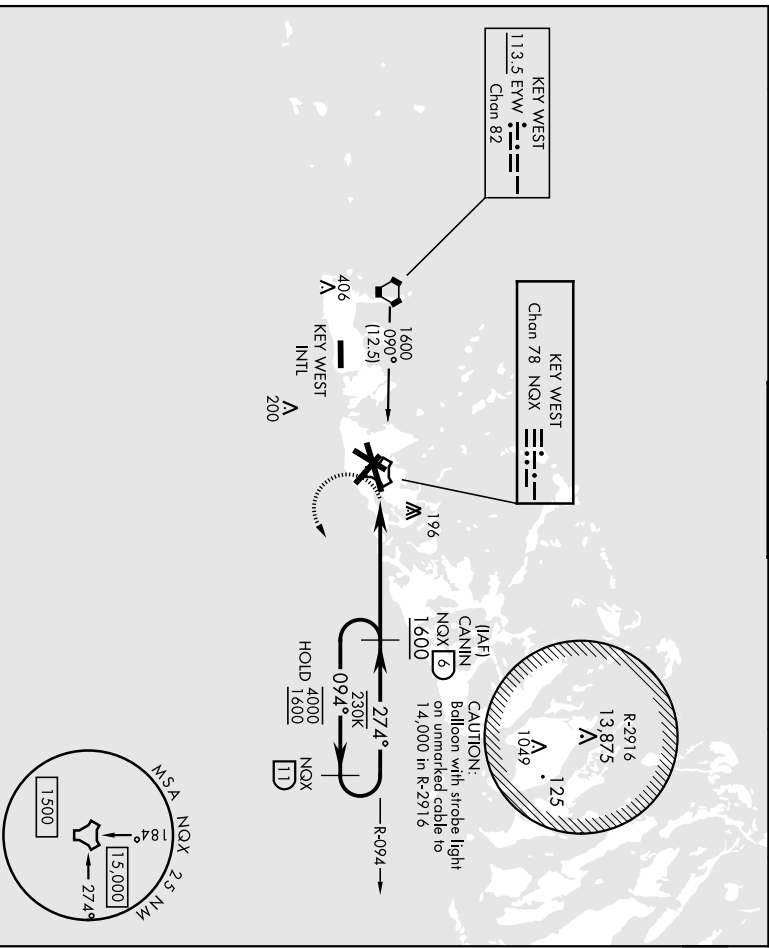 KEY WEST
113.5 EYW
Chan 82
KEY WEST
Chan 78 NQX
406
KEY WEST
INTL
200
1600
090°
(12.5)
196
(IAF)
CANIN
NQX 6
1600
HOLD 4000
1600
230K
094°
274°
NQX
11
R-094
CAUTION:
Balloon with strobe light
on unmarked cable to
14,000 in R-2916
R-2916
13,875
1049
125
MSA NQX 25 NM
1500
184°
15,000
274°